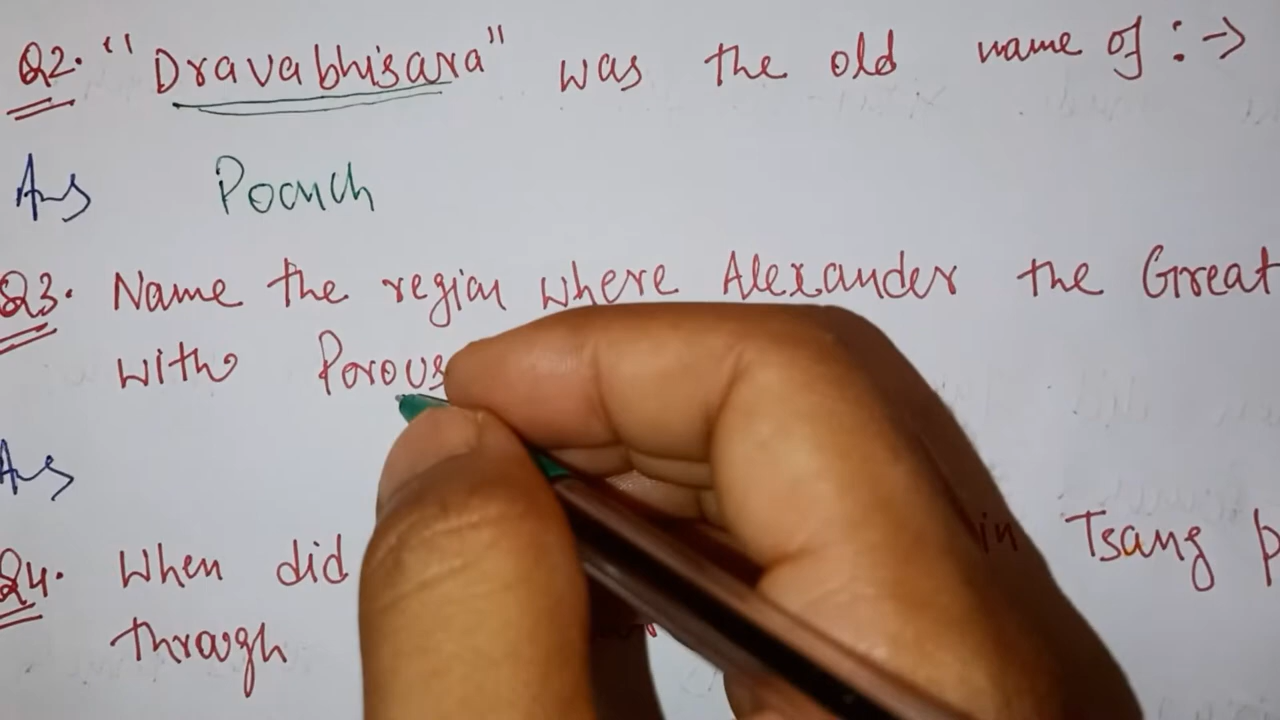 Q2. "Dravabhisara" was the old name of :->
Ans Poonch
Q3. Name the region where Alexander the Great
with Porous
Ans
Q4. When did in Tsang
through